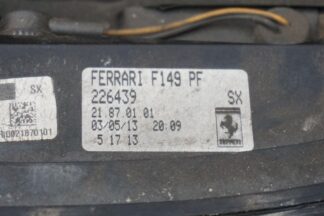 SX
FERRARI F149 PF
226439 SX
21.87.01 01
03/05/13 20.09
5 17 13